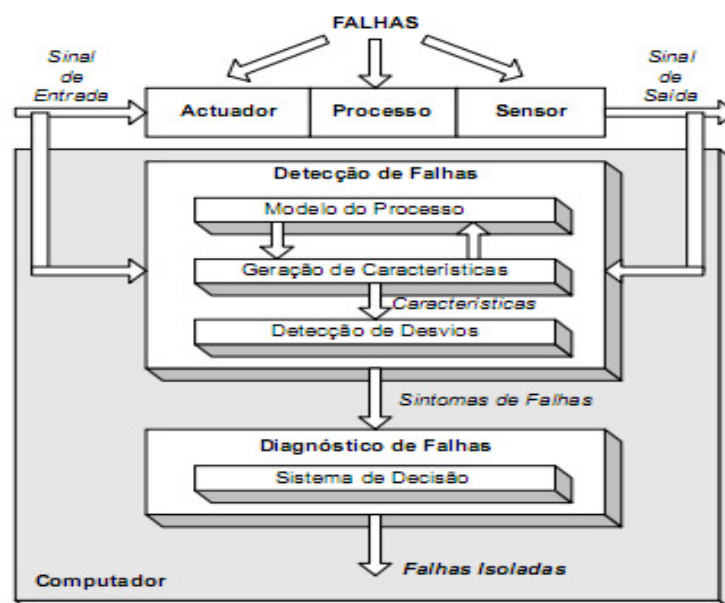 FALHAS
Sinal
de
Entrada
Sinal
de
Saída
Actuador
Processo
Sensor
Detecção de Falhas
Modelo do Processo
Geração de Características
Características
Detecção de Desvios
Sintomas de Falhas
Diagnóstico de Falhas
Sistema de Decisão
Falhas Isoladas
Computador